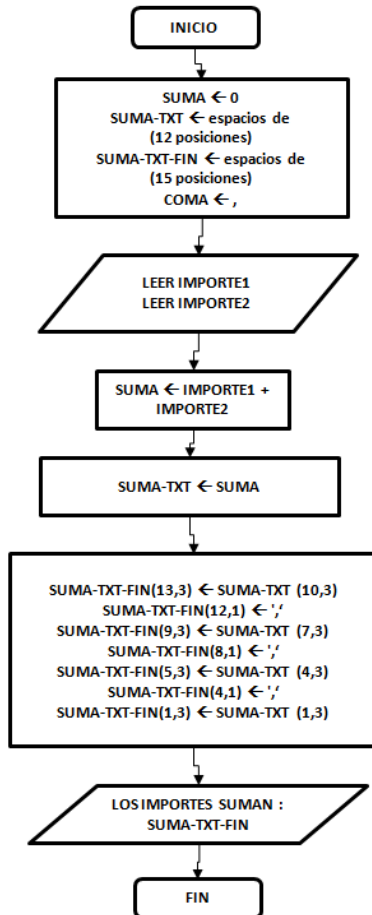 INICIO
SUMA ← 0
SUMA-TXT ← espacios de
(12 posiciones)
SUMA-TXT-FIN ← espacios de
(15 posiciones)
COMA ← ,
LEER IMPORTE1
LEER IMPORTE2
SUMA ← IMPORTE1 +
IMPORTE2
SUMA-TXT ← SUMA
SUMA-TXT-FIN(13,3) ← SUMA-TXT (10,3)
SUMA-TXT-FIN(12,1) ← ',‘
SUMA-TXT-FIN(9,3) ← SUMA-TXT (7,3)
SUMA-TXT-FIN(8,1) ← ',‘
SUMA-TXT-FIN(5,3) ← SUMA-TXT (4,3)
SUMA-TXT-FIN(4,1) ← ',‘
SUMA-TXT-FIN(1,3) ← SUMA-TXT (1,3)
LOS IMPORTES SUMAN :
SUMA-TXT-FIN
FIN